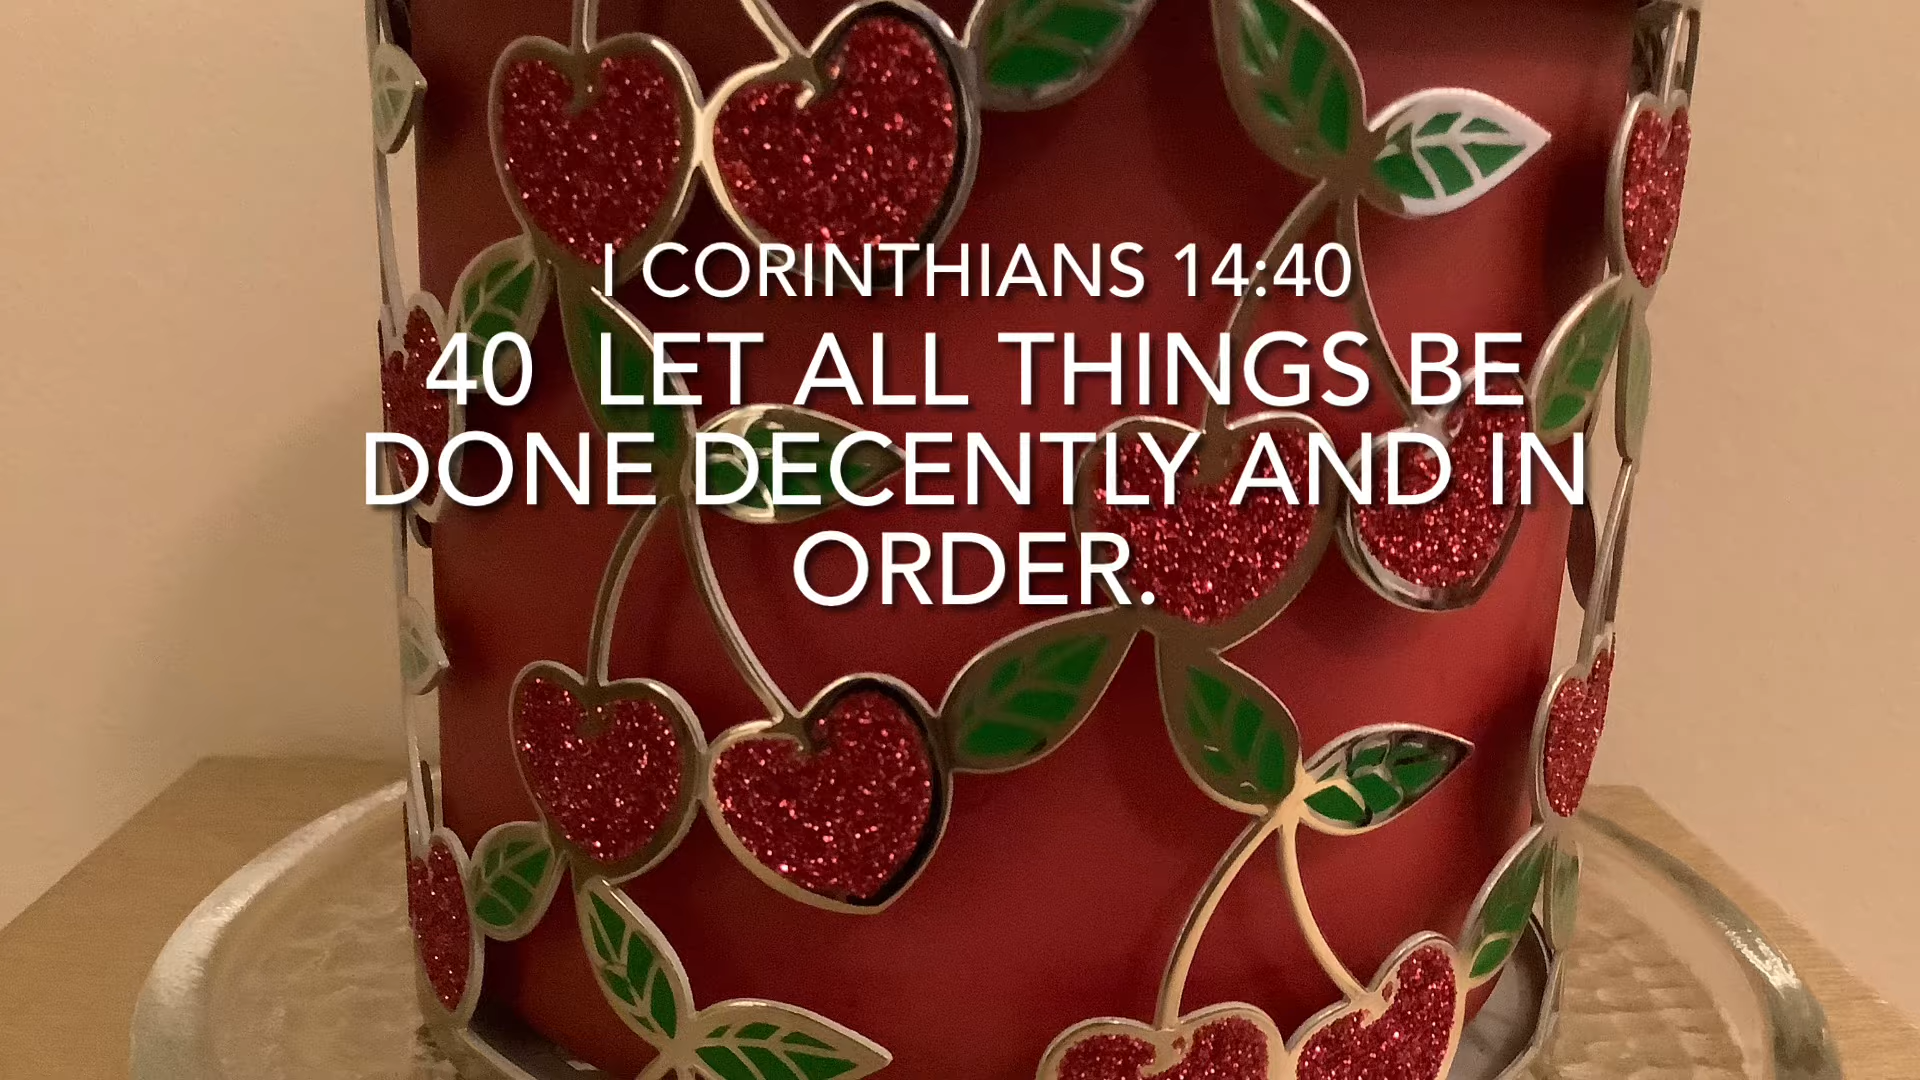 I CORINTHIANS 14:40
40 LET ALL THINGS BE
DONE DECENTLY AND IN
ORDER.